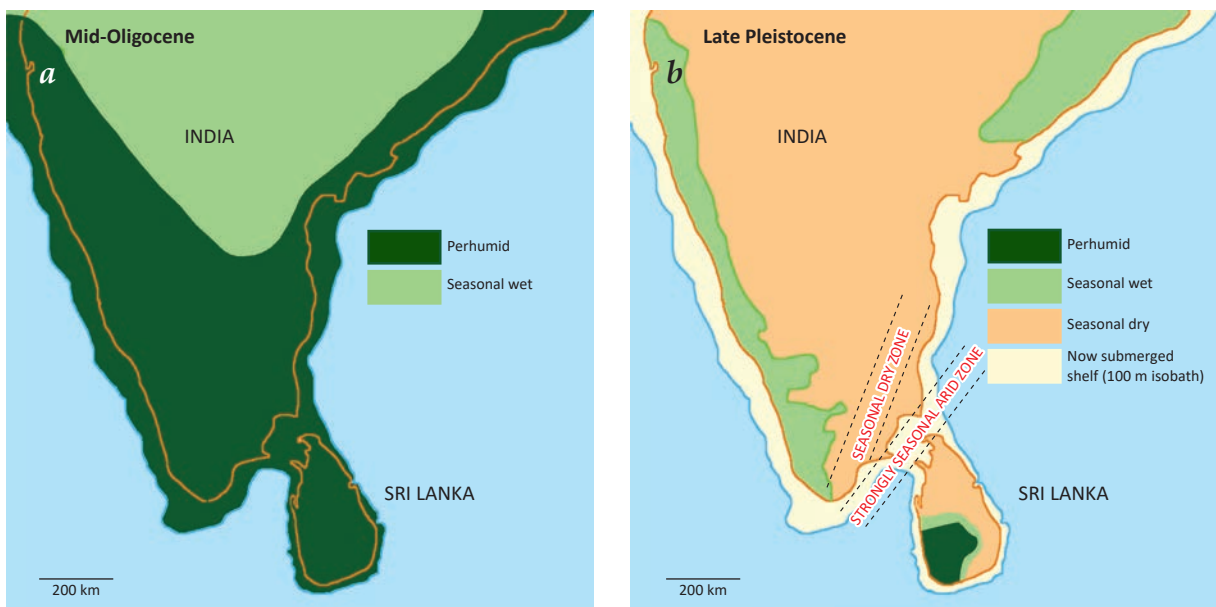 Mid-Oligocene
a
INDIA
Perhumid
Seasonal wet
SRI LANKA
200 km
Late Pleistocene
b
INDIA
Perhumid
Seasonal wet
Seasonal dry
Now submerged
shelf (100 m isobath)
SEASONAL DRY ZONE
STRONGLY SEASONAL ARID ZONE
SRI LANKA
200 km